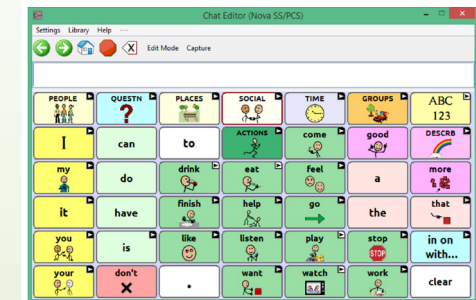 Chat Editor (Nova SS/PCS)
Settings Library Help
Edit Mode Capture
PEOPLE QUESTN PLACES SOCIAL TIME GROUPS ABC 123
I can to ACTIONS come good DESCRB
my do drink eat feel a more
it have finish help go the that
you is like listen play stop STOP in on with...
your don't . want watch work clear